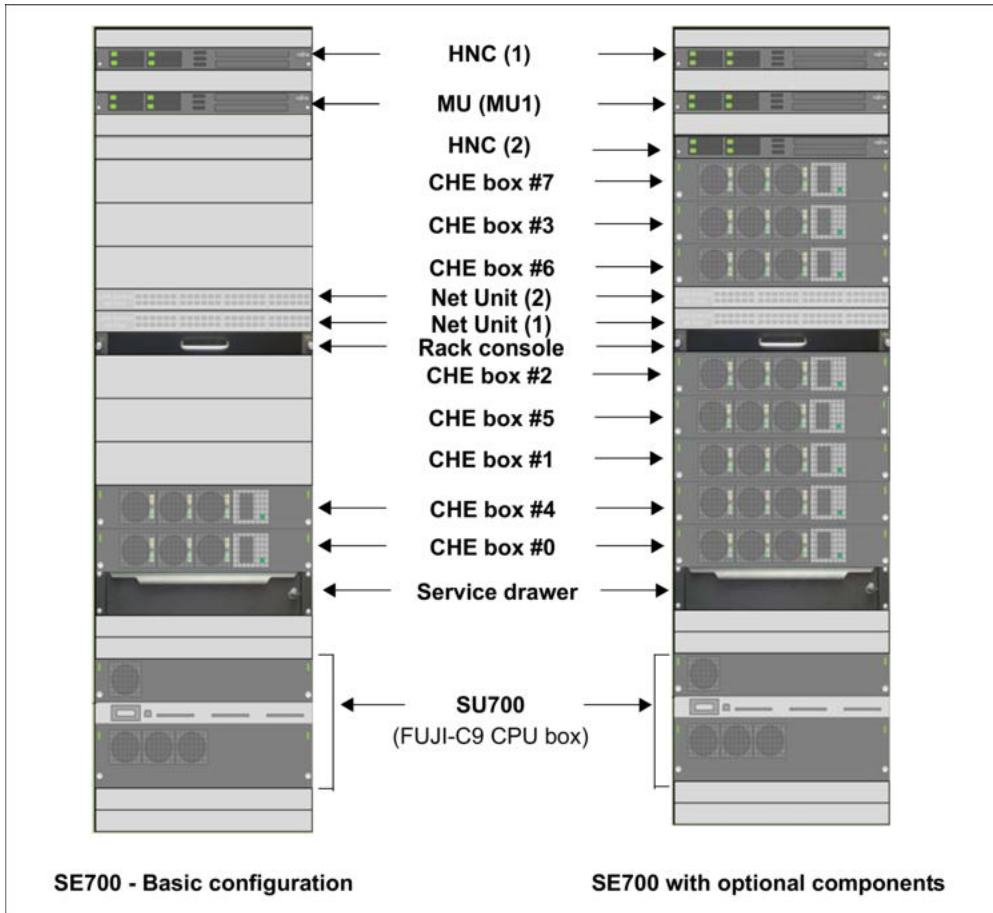 HNC (1)
MU (MU1)
HNC (2)
CHE box #7
CHE box #3
CHE box #6
Net Unit (2)
Net Unit (1)
Rack console
CHE box #2
CHE box #5
CHE box #1
CHE box #4
CHE box #0
Service drawer
SU700
(FUJI-C9 CPU box)
SE700 - Basic configuration
SE700 with optional components